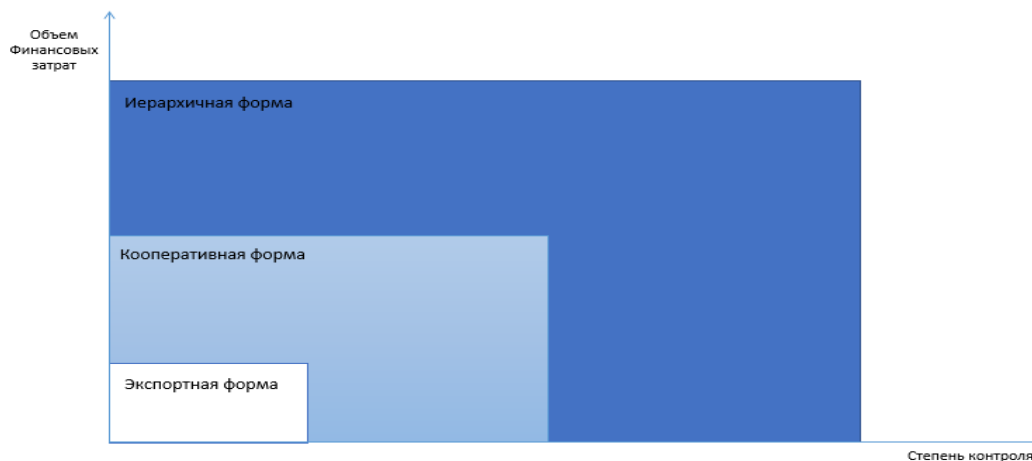 Объем
Финансовых
затрат
Иерархичная форма
Кооперативная форма
Экспортная форма
Степень контроля